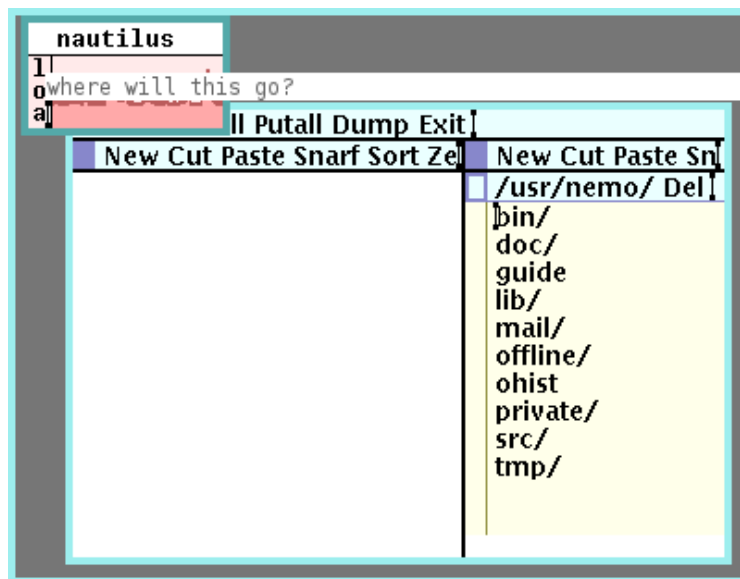 nautilus
l
o
a
where will this go?
ll Putall Dump Exit
New Cut Paste Snarf Sort Ze
New Cut Paste Sn
/usr/nemo/ Del
bin/
doc/
guide
lib/
mail/
offline/
ohist
private/
src/
tmp/